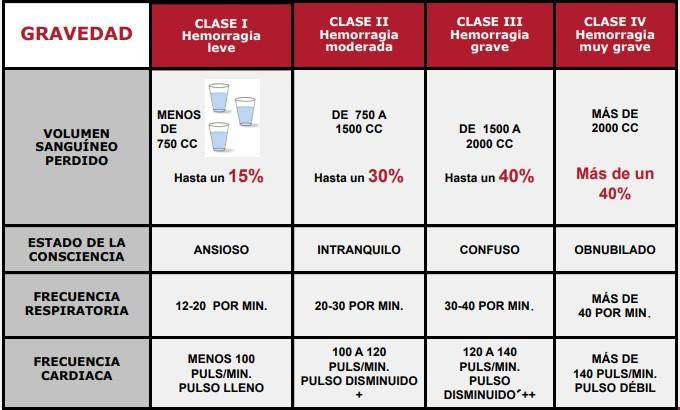 GRAVEDAD
CLASE I
Hemorragia
leve
CLASE II
Hemorragia
moderada
CLASE III
Hemorragia
grave
CLASE IV
Hemorragia
muy grave
VOLUMEN
SANGUÍNEO
PERDIDO
MENOS
DE
750 CC
Hasta un 15%
DE 750 A
1500 CC
Hasta un 30%
DE 1500 A
2000 CC
Hasta un 40%
MÁS DE
2000 CC
Más de un
40%
ESTADO DE LA
CONSCIENCIA
ANSIOSO
INTRANQUILO
CONFUSO
OBNUBILADO
FRECUENCIA
RESPIRATORIA
12-20 POR MIN.
20-30 POR MIN.
30-40 POR MIN.
MÁS DE
40 POR MIN.
FRECUENCIA
CARDIACA
MENOS 100
PULS/MIN.
PULSO LLENO
100 A 120
PULS/MIN.
PULSO DISMINUIDO
+
120 A 140
PULS/MIN.
PULSO
DISMINUIDO´++
MÁS DE
140 PULS/MIN.
PULSO DÉBIL